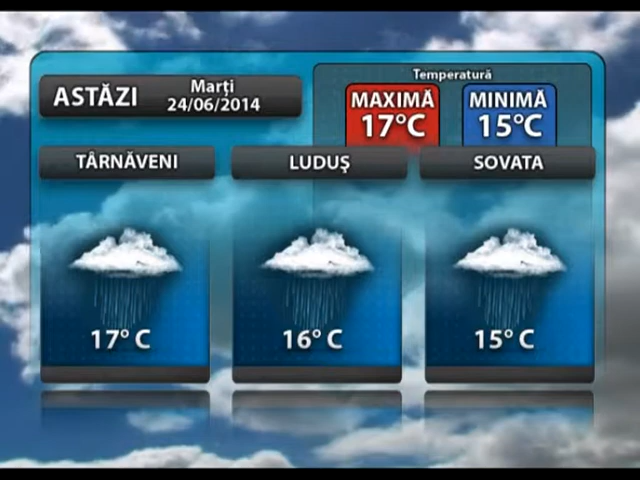 ASTĂZI
Marți
24/06/2014
Temperatură
MAXIMĂ
17°C
MINIMĂ
15°C
TÂRNĂVENI
LUDUȘ
SOVATA
17° C
16° C
15° C